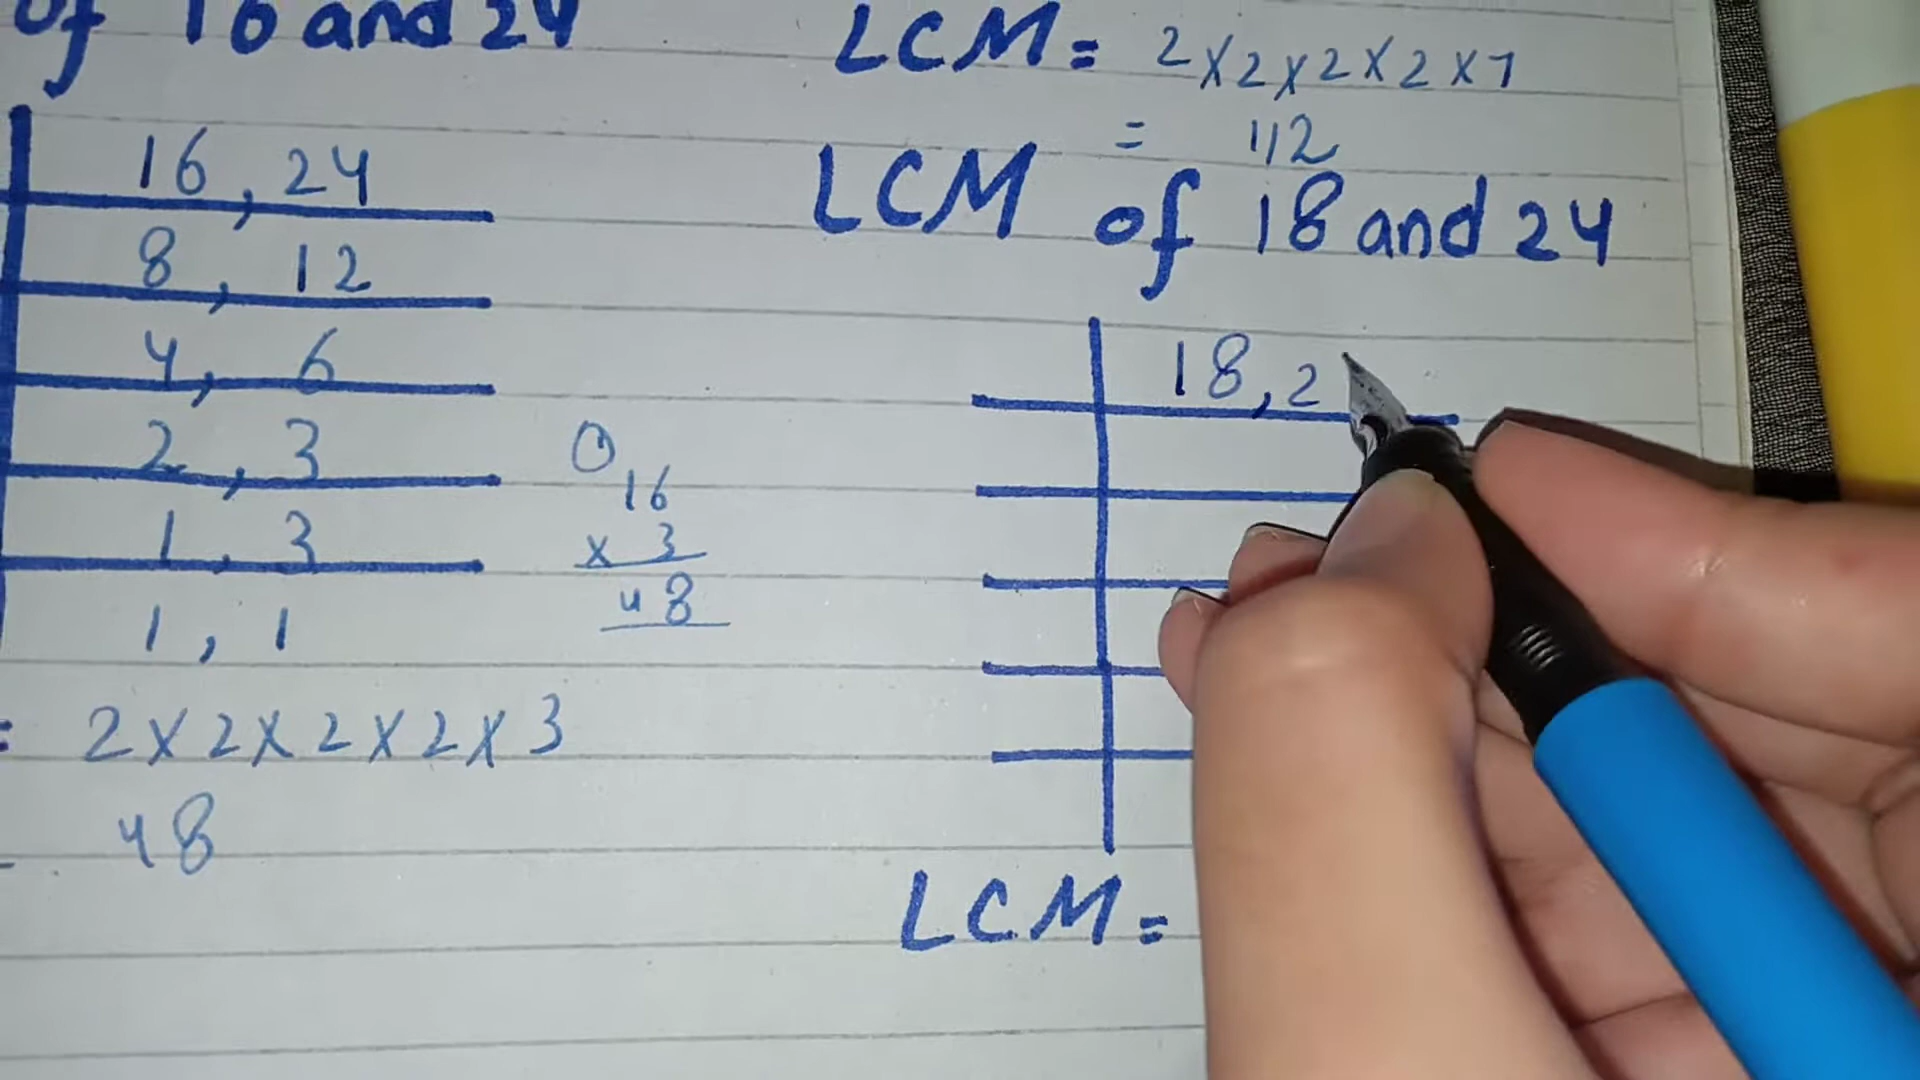 of 16 and 24
16, 24
8, 12
4, 6
2, 3
1, 3
1, 1
16
x 3
48
= 2x2x2x2x3
= 48
LCM = 2x2x2x2x7
= 112
LCM of 18 and 24
18, 2
LCM =